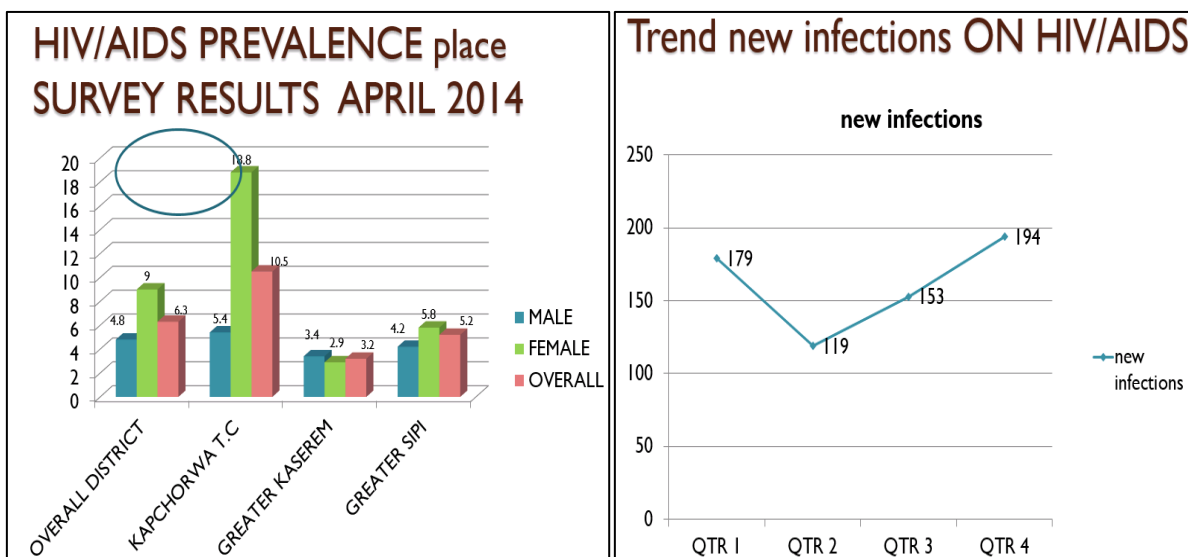 HIV/AIDS PREVALENCE place
SURVEY RESULTS APRIL 2014
20
18
16
14
12
10
8
6
4
2
0
4.8
9
6.3
5.4
18.8
10.5
3.4
2.9
3.2
4.2
5.8
5.2
MALE
FEMALE
OVERALL
OVERALL DISTRICT
KAPCHORWA T.C
GREATER KASEREM
GREATER SIPI
Trend new infections ON HIV/AIDS
new infections
250
200
150
100
50
0
179
119
153
194
new
infections
QTR 1
QTR 2
QTR 3
QTR 4